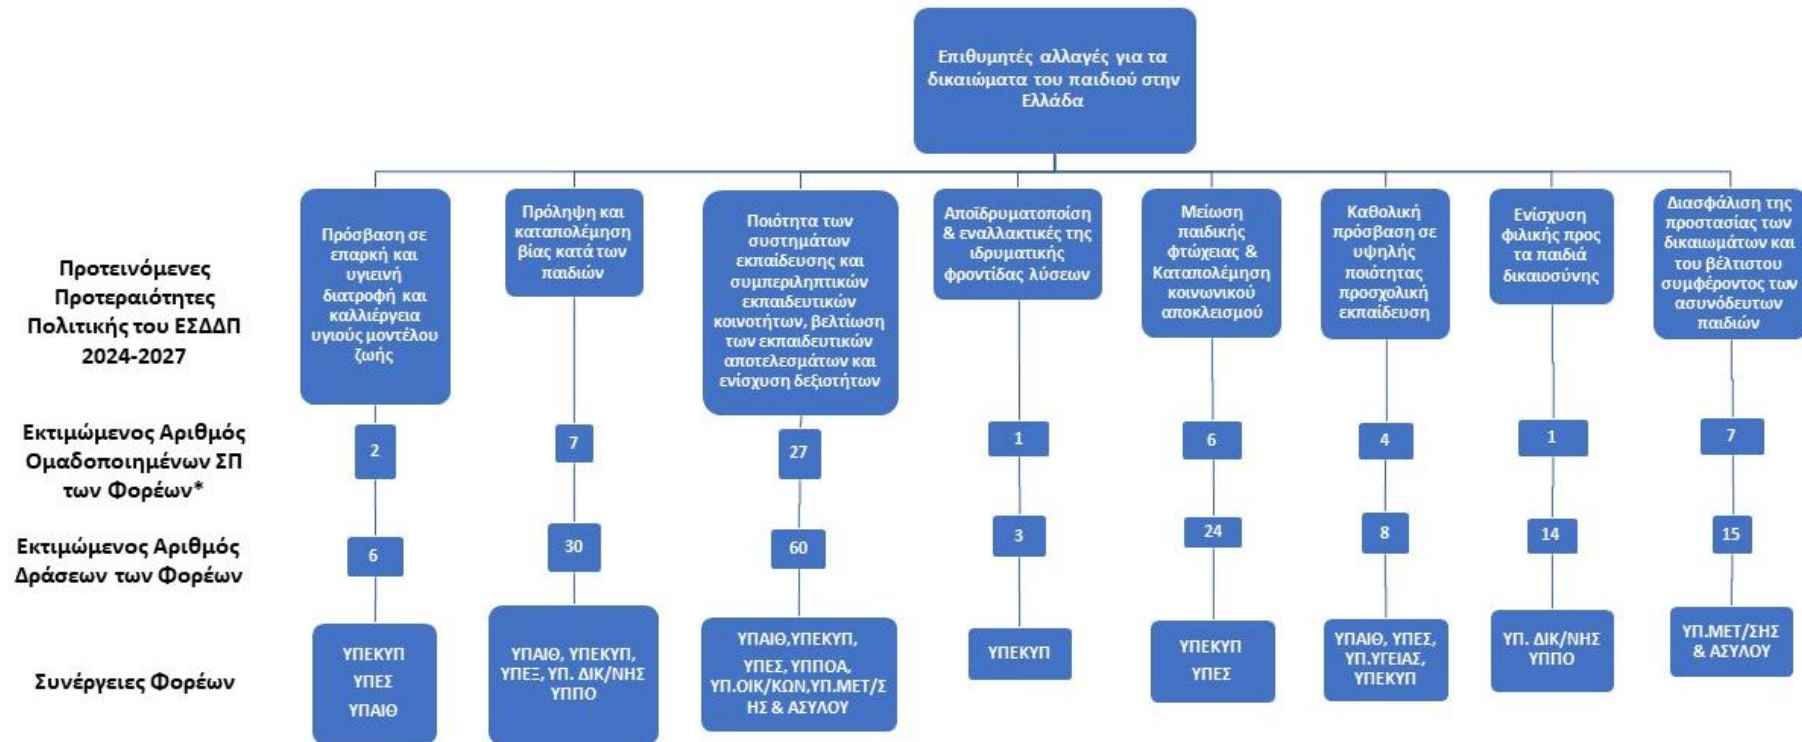 Επιθυμητές αλλαγές για τα
δικαιώματα του παιδιού στην
Ελλάδα
Προτεινόμενες
Προτεραιότητες
Πολιτικής του ΕΣΔΔΠ
2024-2027
Πρόσβαση σε
επαρκή και
υγιεινή
διατροφή και
καλλιέργεια
υγιούς μοντέλου
ζωής
Πρόληψη και
καταπολέμηση
βίας κατά των
παιδιών
Ποιότητα των
συστημάτων
εκπαίδευσης και
συμπεριληπτικών
εκπαιδευτικών
κοινοτήτων, βελτίωση
των εκπαιδευτικών
αποτελεσμάτων και
ενίσχυση δεξιοτήτων
Αποϊδρυματοποίση
& εναλλακτικές της
ιδρυματικής
φροντίδας λύσεων
Μείωση
παιδικής
φτώχειας &
Καταπολέμηση
κοινωνικού
αποκλεισμού
Καθολική
πρόσβαση σε
υψηλής
ποιότητας
προσχολική
εκπαίδευση
Ενίσχυση
φιλικής προς
τα παιδιά
δικαιοσύνης
Διασφάλιση της
προστασίας των
δικαιωμάτων και
του βέλτιστου
συμφέροντος των
ασυνόδευτων
παιδιών
Εκτιμώμενος Αριθμός
Ομαδοποιημένων ΣΠ
των Φορέων*
2
7
27
1
6
4
1
7
Εκτιμώμενος Αριθμός
Δράσεων των Φορέων
6
30
60
3
24
8
14
15
Συνέργειες Φορέων
ΥΠΕΚΥΠ
ΥΠΕΣ
ΥΠΑΙΘ
ΥΠΑΙΘ, ΥΠΕΚΥΠ,
ΥΠΕΞ, ΥΠ. ΔΙΚ/ΝΗΣ
ΥΠΠΟ
ΥΠΑΙΘ,ΥΠΕΚΥΠ,
ΥΠΕΣ, ΥΠΠΟΑ,
ΥΠ.ΟΙΚ/ΚΩΝ,ΥΠ.ΜΕΤ/Σ
ΗΣ & ΑΣΥΛΟΥ
ΥΠΕΚΥΠ
ΥΠΕΚΥΠ
ΥΠΕΣ
ΥΠΑΙΘ, ΥΠΕΣ,
ΥΠ.ΥΓΕΙΑΣ,
ΥΠΕΚΥΠ
ΥΠ. ΔΙΚ/ΝΗΣ
ΥΠΠΟ
ΥΠ.ΜΕΤ/ΣΗΣ
& ΑΣΥΛΟΥ